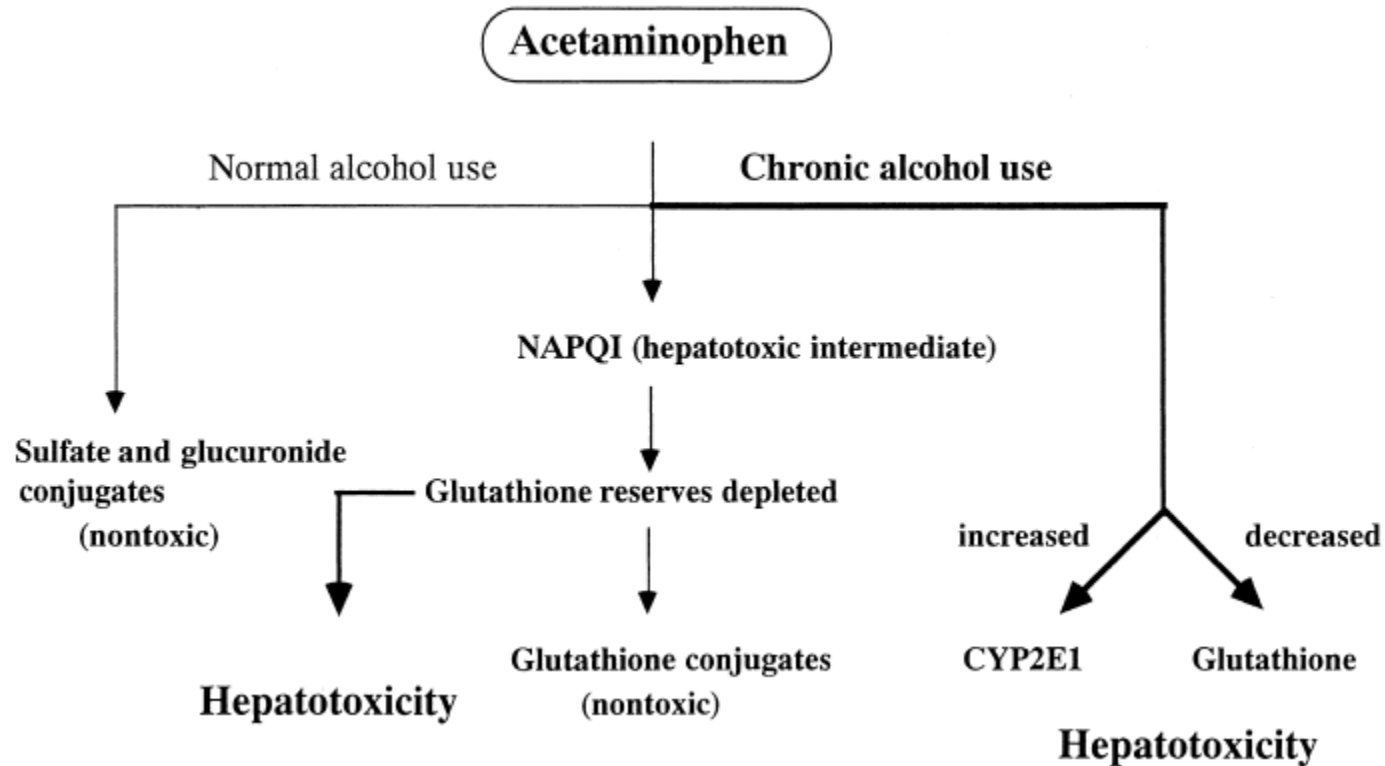 Acetaminophen
Normal alcohol use
Chronic alcohol use
NAPQI (hepatotoxic intermediate)
Sulfate and glucuronide
conjugates
(nontoxic)
Glutathione reserves depleted
increased
decreased
Hepatotoxicity
Glutathione conjugates
(nontoxic)
CYP2E1
Glutathione
Hepatotoxicity